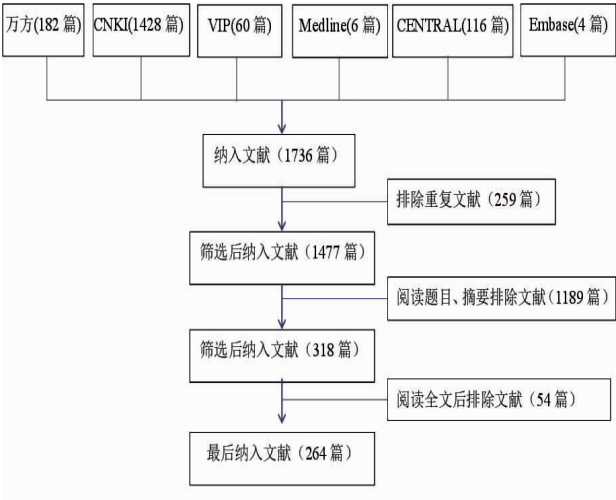 万方(182 篇)
CNKI(1428 篇)
VIP(60 篇)
Medline(6 篇)
CENTRAL(116 篇)
Embase(4 篇)
纳入文献（1736 篇）
排除重复文献（259 篇）
筛选后纳入文献（1477 篇）
阅读题目、摘要排除文献（1189 篇）
筛选后纳入文献（318 篇）
阅读全文后排除文献（54 篇）
最后纳入文献（264 篇）